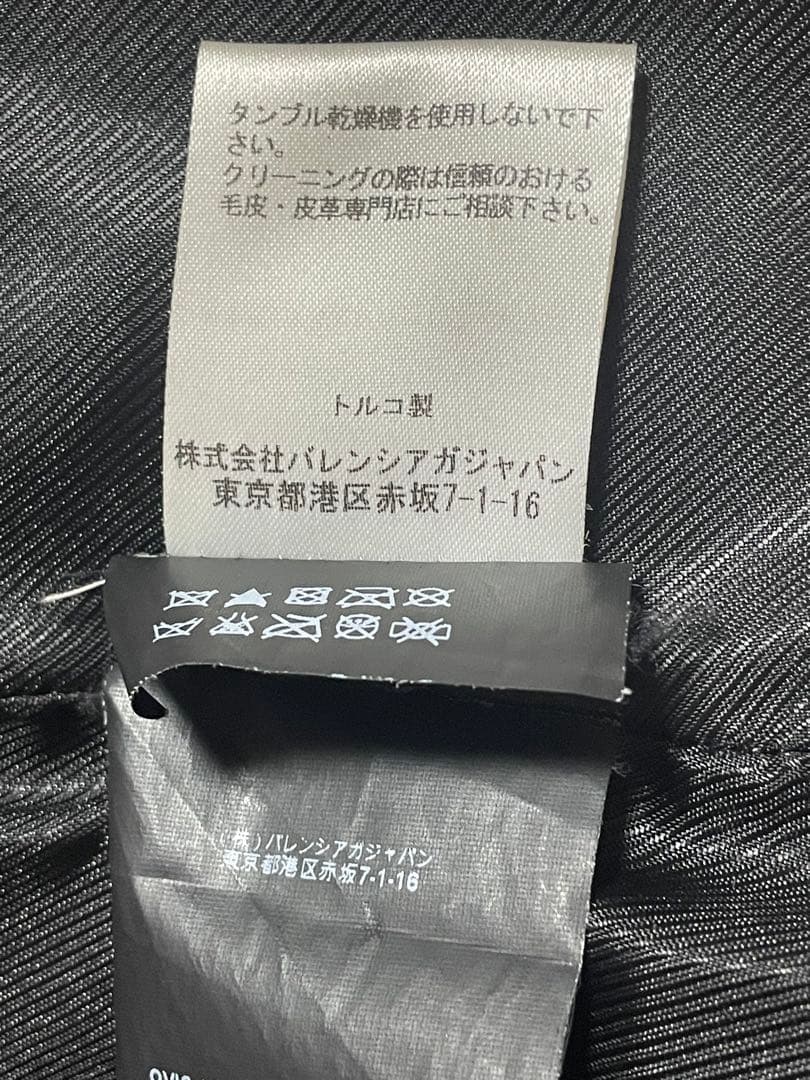 タンブル乾燥機を使用しないで下
さい。
クリーニングの際は信頼のおける
毛皮・皮革専門店にご相談下さい。
トルコ製
株式会社バレンシアガジャパン
東京都港区赤坂7-1-16
(株)バレンシアガジャパン
東京都港区赤坂7-1-16